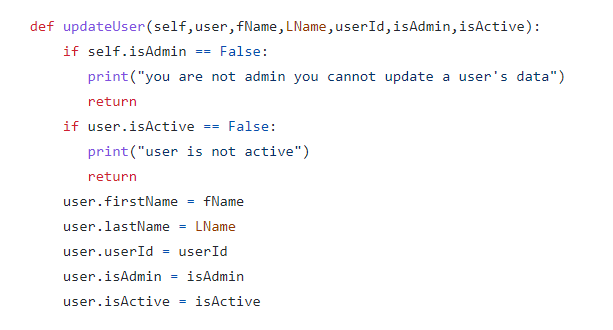 def updateUser(self,user,fName,LName,userId,isAdmin,isActive):
    if self.isAdmin == False:
       print("you are not admin you cannot update a user's data")
       return
    if user.isActive == False:
       print("user is not active")
       return
    user.firstName = fName
    user.lastName = LName
    user.userId = userId
    user.isAdmin = isAdmin
    user.isActive = isActive